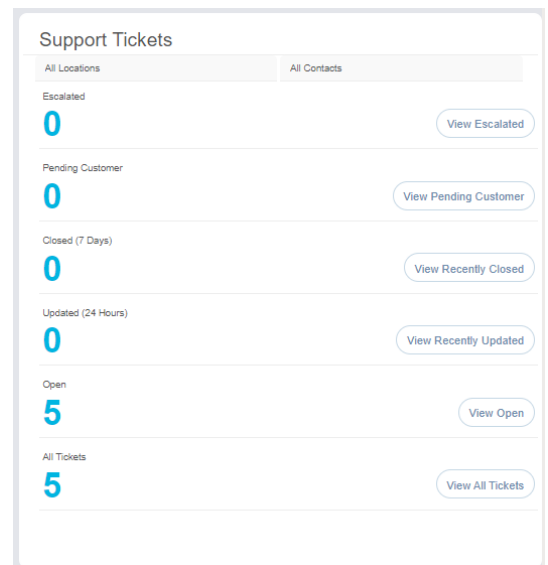 Support Tickets
All Locations All Contacts
Escalated
0 View Escalated
Pending Customer
0 View Pending Customer
Closed (7 Days)
0 View Recently Closed
Updated (24 Hours)
0 View Recently Updated
Open
5 View Open
All Tickets
5 View All Tickets